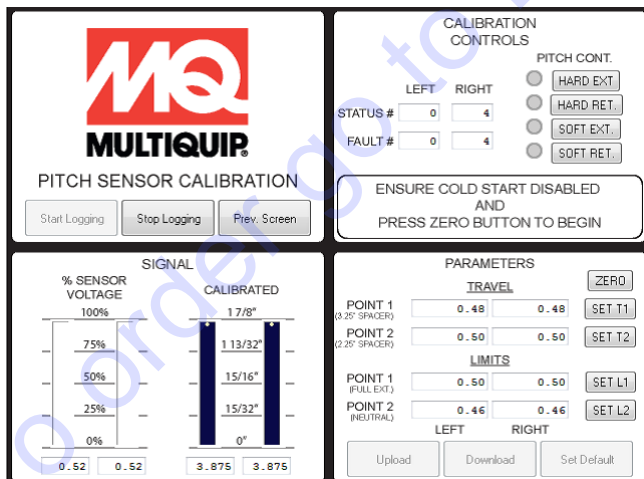 MQ
MULTIQUIP.
PITCH SENSOR CALIBRATION
Start Logging Stop Logging Prev. Screen
CALIBRATION
CONTROLS
PITCH CONT.
LEFT RIGHT
STATUS # 0 4
FAULT # 0 4
HARD EXT
HARD RET.
SOFT EXT.
SOFT RET.
ENSURE COLD START DISABLED
AND
PRESS ZERO BUTTON TO BEGIN
SIGNAL
% SENSOR
VOLTAGE
100%
75%
50%
25%
0%
0.52 0.52
CALIBRATED
1 7/8"
1 13/32"
15/16"
15/32"
0"
3.875 3.875
PARAMETERS
TRAVEL
ZERO
POINT 1 0.48 0.48 SET T1
(3.25" SPACER)
POINT 2 0.50 0.50 SET T2
(2.25" SPACER)
LIMITS
POINT 1 0.50 0.50 SET L1
(FULL EXT.)
POINT 2 0.46 0.46 SET L2
(NEUTRAL)
LEFT RIGHT
Upload Download Set Default
o order go to